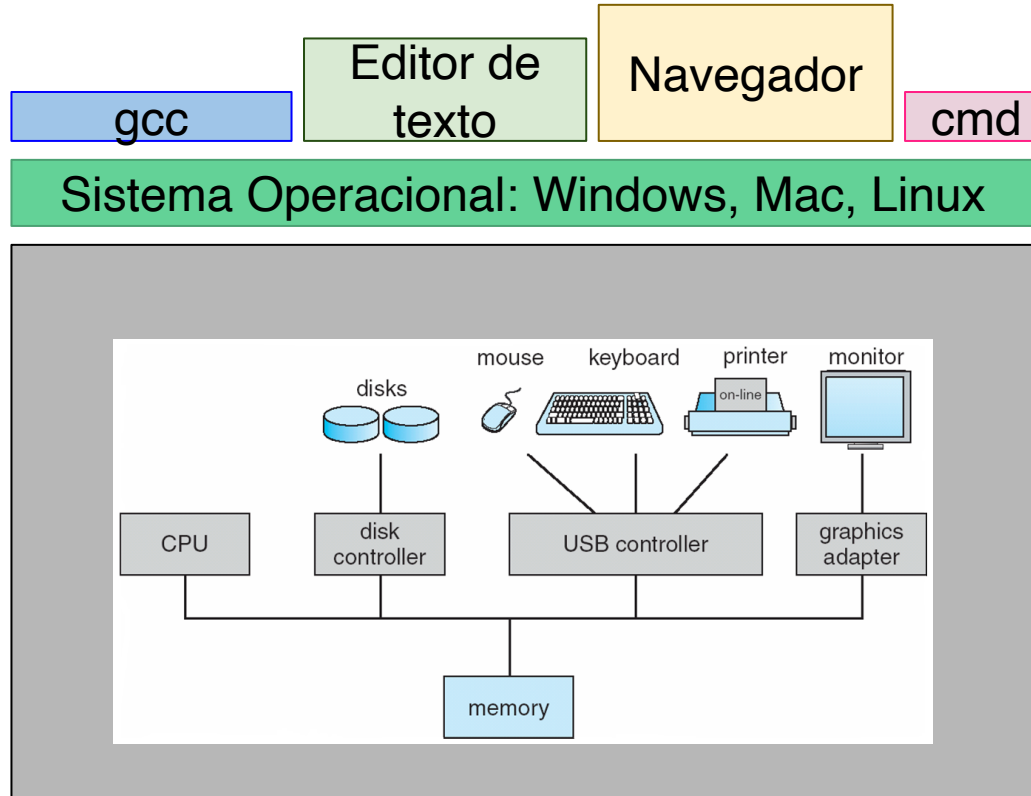 Editor de
texto
Navegador
gcc
cmd
Sistema Operacional: Windows, Mac, Linux
mouse
keyboard
printer
monitor
disks
on-line
CPU
disk
controller
USB controller
graphics
adapter
memory